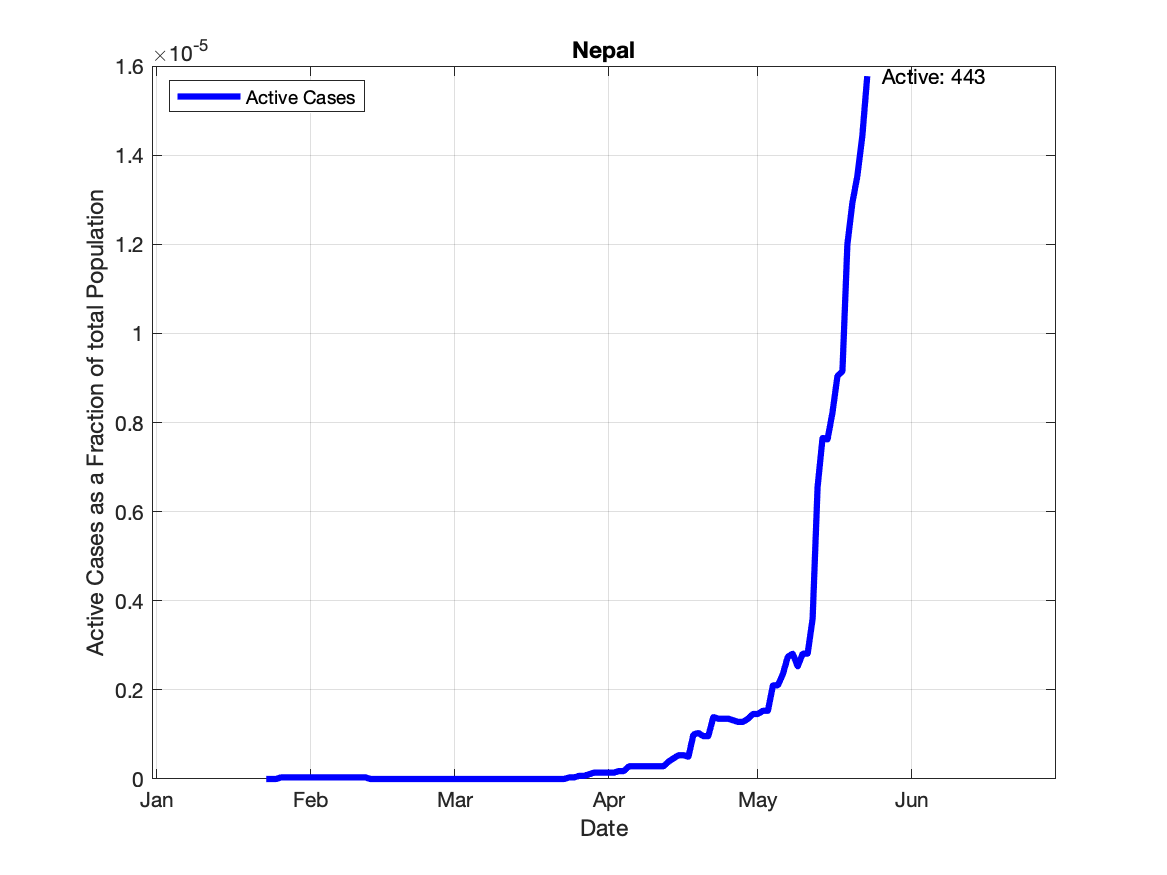 Nepal
×10-5
1.6
1.4
1.2
1
0.8
0.6
0.4
0.2
0
Active Cases as a Fraction of total Population
Active Cases
Active: 443
Jan Feb Mar Apr May Jun
Date